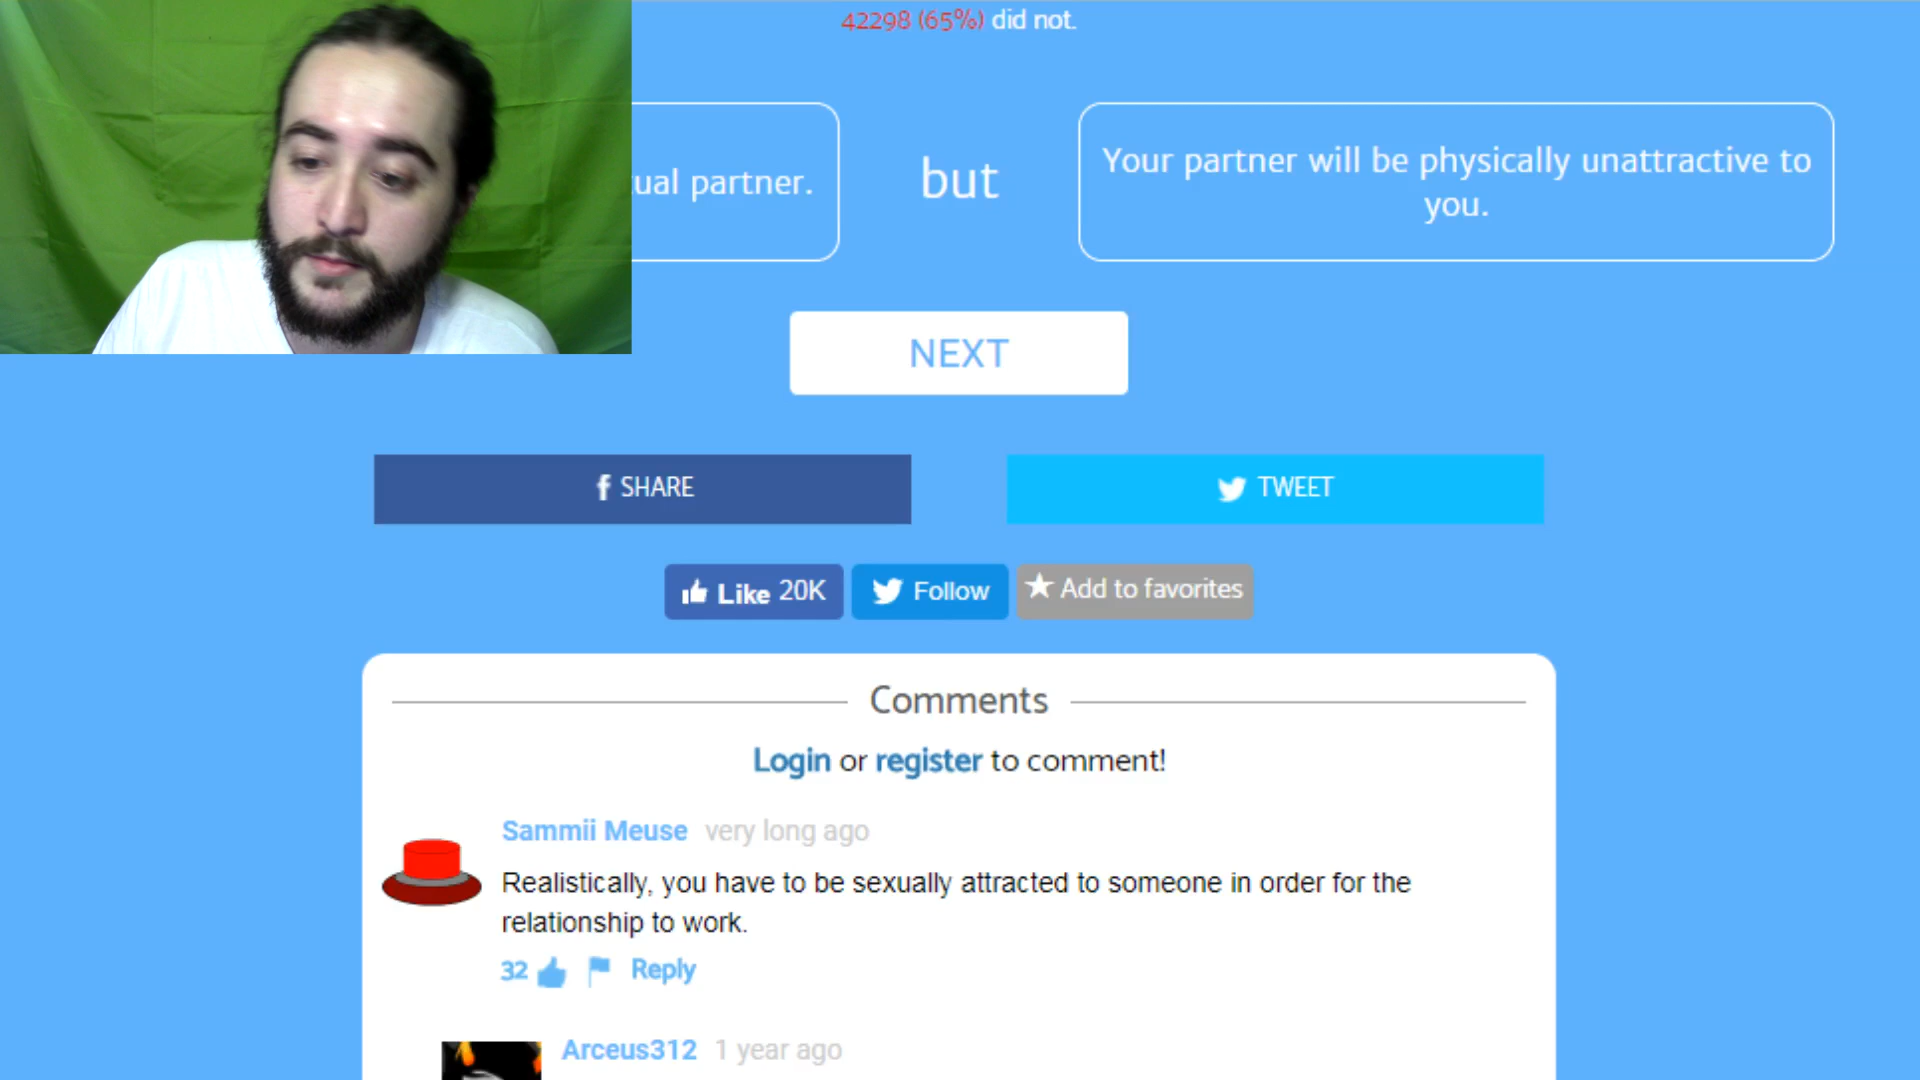 42298 (65%) did not.
partner.
but
Your partner will be physically unattractive to
you.
NEXT
SHARE
TWEET
Like 20K
Follow
Add to favorites
Comments
Login or register to comment!
Sammii Meuse very long ago
Realistically, you have to be sexually attracted to someone in order for the
relationship to work.
32 Reply
Arceus312 1 year ago